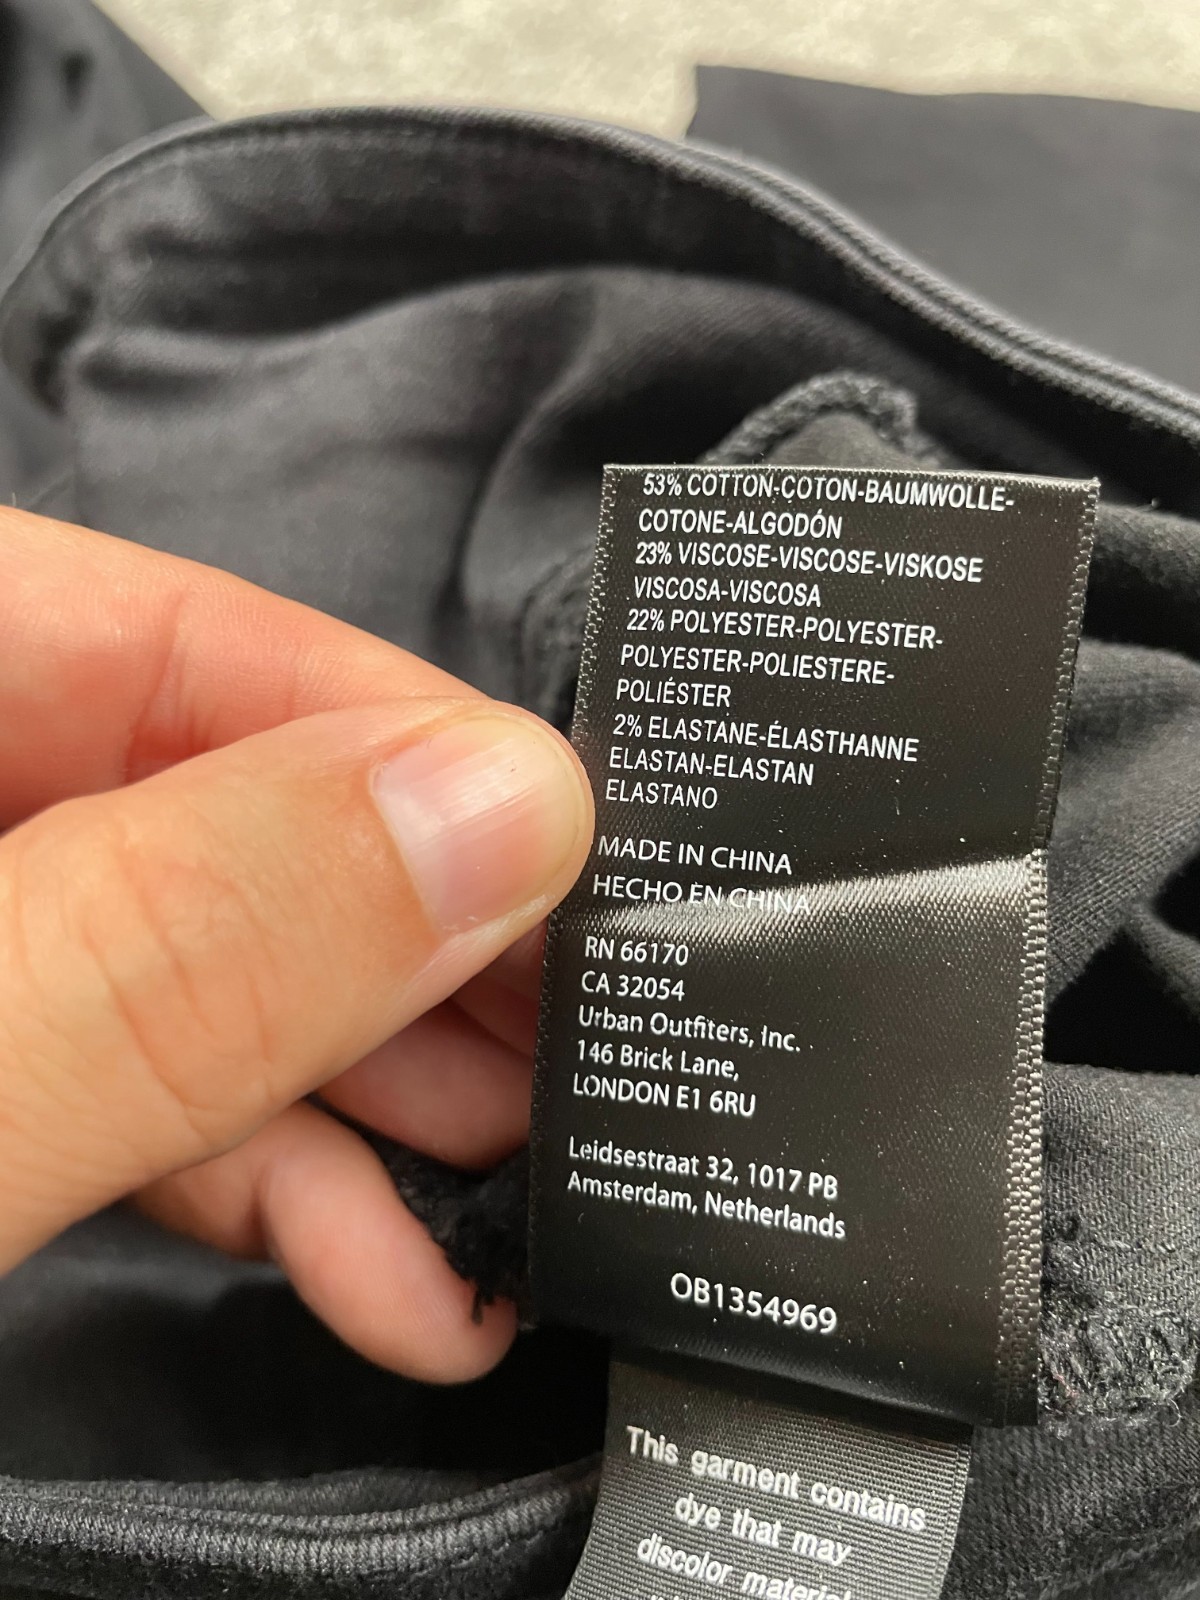 53% COTTON-COTON-BAUMWOLLE-
COTONE-ALGODÓN
23% VISCOSE-VISCOSE-VISKOSE
VISCOSA-VISCOSA
22% POLYESTER-POLYESTER-
POLYESTER-POLIESTERE-
POLIÉSTER
2% ELASTANE-ÉLASTHANNE
ELASTAN-ELASTAN
ELASTANO
MADE IN CHINA
HECHO EN CHINA
RN 66170
CA 32054
Urban Outfiters, Inc.
146 Brick Lane,
LONDON E1 6RU
Leidsestraat 32, 1017 PB
Amsterdam, Netherlands
OB1354969
This garment contains
dye that may
discolor material